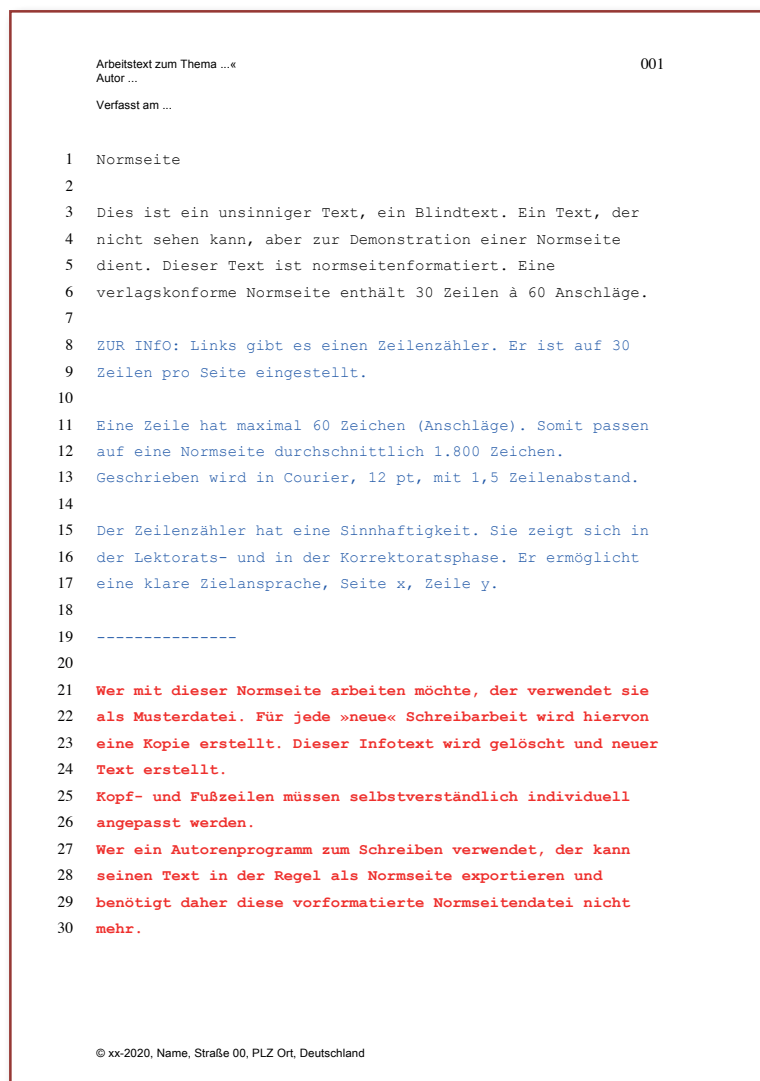 Arbeitstext zum Thema ...« 001
Autor ...
Verfasst am ...
1 Normseite
2
3 Dies ist ein unsinniger Text, ein Blindtext. Ein Text, der
4 nicht sehen kann, aber zur Demonstration einer Normseite
5 dient. Dieser Text ist normseitenformatiert. Eine
6 verlagskonforme Normseite enthält 30 Zeilen à 60 Anschläge.
7
8 ZUR INfO: Links gibt es einen Zeilenzähler. Er ist auf 30
9 Zeilen pro Seite eingestellt.
10
11 Eine Zeile hat maximal 60 Zeichen (Anschläge). Somit passen
12 auf eine Normseite durchschnittlich 1.800 Zeichen.
13 Geschrieben wird in Courier, 12 pt, mit 1,5 Zeilenabstand.
14
15 Der Zeilenzähler hat eine Sinnhaftigkeit. Sie zeigt sich in
16 der Lektorats- und in der Korrektoratsphase. Er ermöglicht
17 eine klare Zielansprache, Seite x, Zeile y.
18
19 ---------------
20
21 Wer mit dieser Normseite arbeiten möchte, der verwendet sie
22 als Musterdatei. Für jede »neue« Schreibarbeit wird hiervon
23 eine Kopie erstellt. Dieser Infotext wird gelöscht und neuer
24 Text erstellt.
25 Kopf- und Fußzeilen müssen selbstverständlich individuell
26 angepasst werden.
27 Wer ein Autorenprogramm zum Schreiben verwendet, der kann
28 seinen Text in der Regel als Normseite exportieren und
29 benötigt daher diese vorformatierte Normseitendatei nicht
30 mehr.
© xx-2020, Name, Straße 00, PLZ Ort, Deutschland